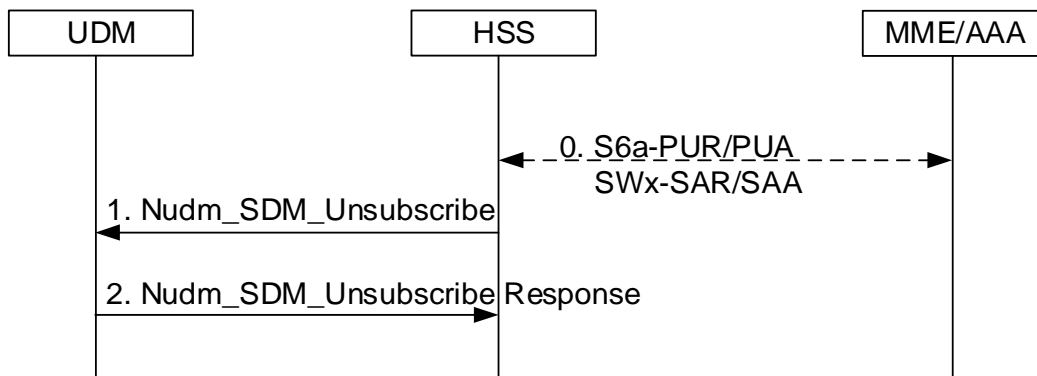 UDM
HSS
MME/AAA
0. S6a-PUR/PUA
SWx-SAR/SAA
1. Nudm_SDM_Unsubscribe
2. Nudm_SDM_Unsubscribe Response